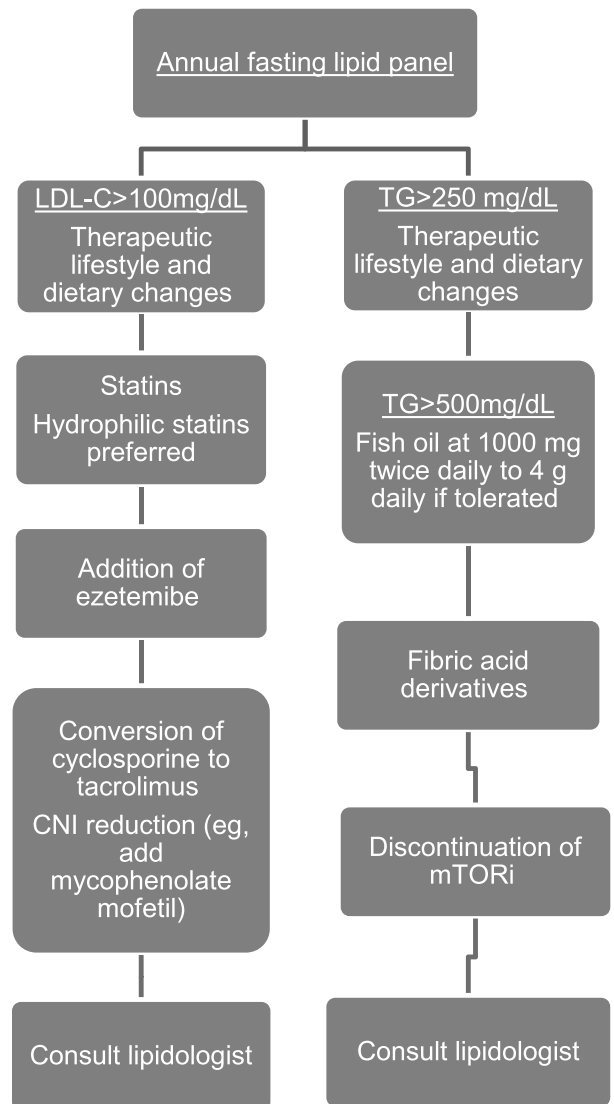 Annual fasting lipid panel
LDL-C>100mg/dL
Therapeutic
lifestyle and
dietary changes
Statins
Hydrophilic statins
preferred
Addition of
ezetemibe
Conversion of
cyclosporine to
tacrolimus
CNI reduction (eg,
add
mycophenolate
mofetil)
Consult lipidologist
TG>250 mg/dL
Therapeutic
lifestyle and dietary
changes
TG>500mg/dL
Fish oil at 1000 mg
twice daily to 4 g
daily if tolerated
Fibric acid
derivatives
Discontinuation of
mTORi
Consult lipidologist